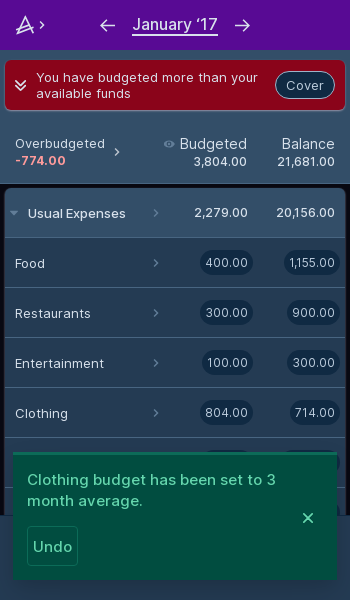 January ‘17
You have budgeted more than your
available funds
Cover
Overbudgeted
-774.00
Budgeted
3,804.00
Balance
21,681.00
Usual Expenses 2,279.00 20,156.00
Food 400.00 1,155.00
Restaurants 300.00 900.00
Entertainment 100.00 300.00
Clothing 804.00 714.00
Clothing budget has been set to 3
month average.
Undo